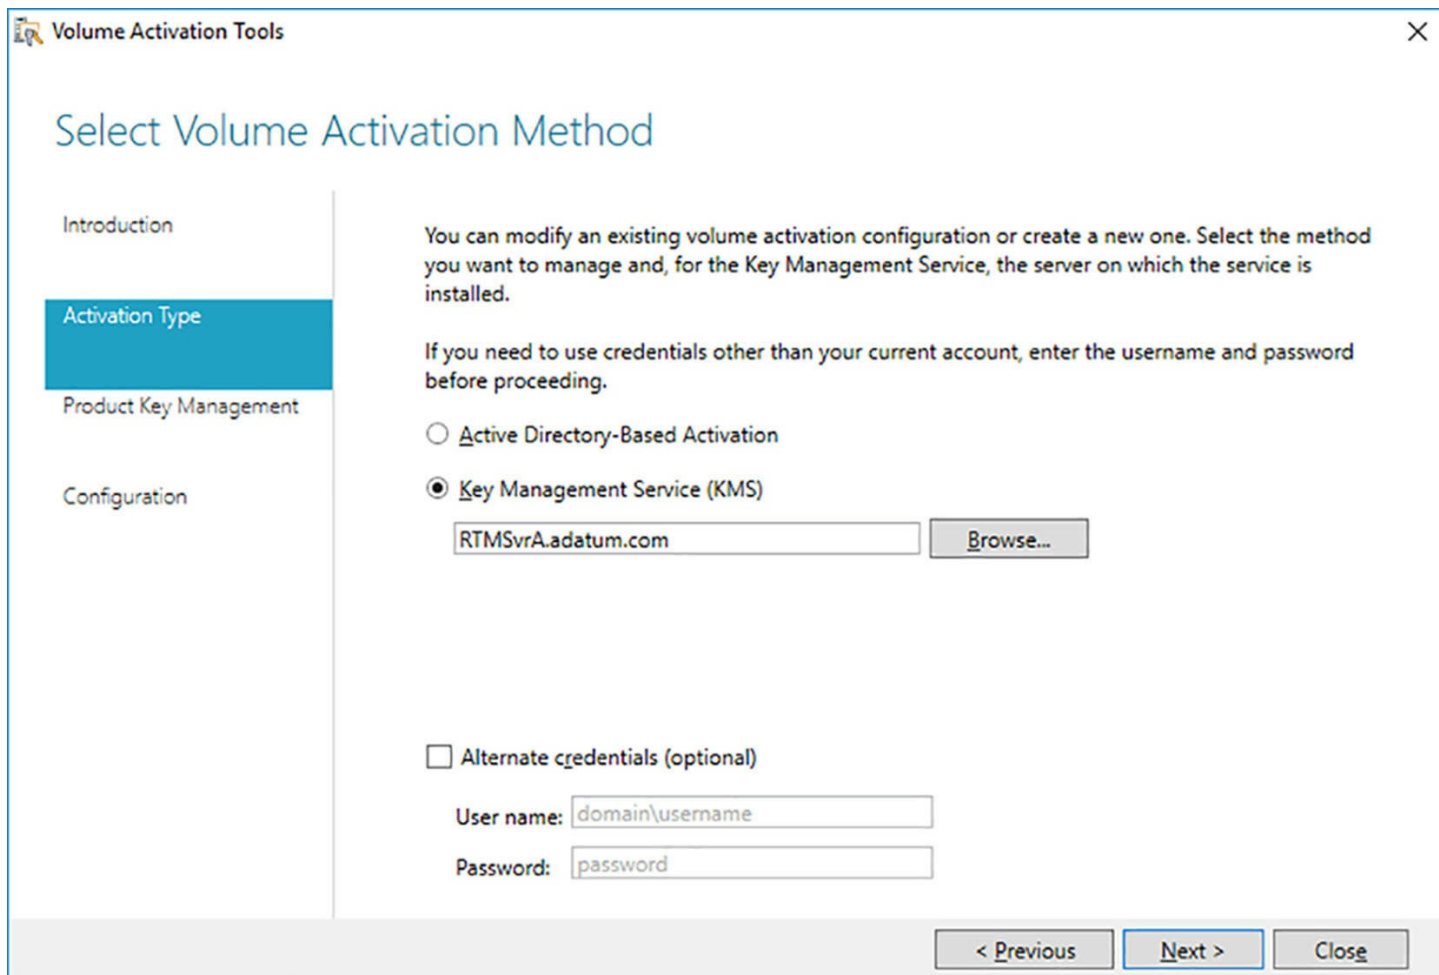 Volume Activation Tools
Select Volume Activation Method
Introduction
Activation Type
Product Key Management
Configuration
You can modify an existing volume activation configuration or create a new one. Select the method
you want to manage and, for the Key Management Service, the server on which the service is
installed.
If you need to use credentials other than your current account, enter the username and password
before proceeding.
Active Directory-Based Activation
Key Management Service (KMS)
RTMSvrA.adatum.com
Browse...
Alternate credentials (optional)
User name: domain\username
Password: password
< Previous
Next >
Close